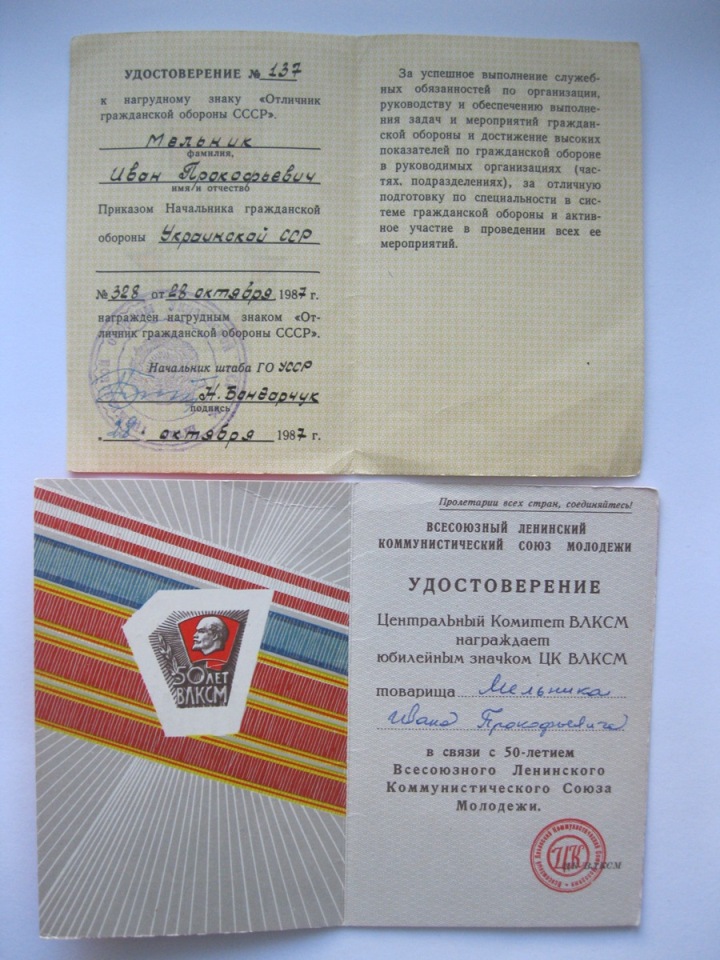 УДОСТОВЕРЕНИЕ № 137
к нагрудному знаку «Отличник
гражданской обороны СССР».
Мельник
фамилия,
Иван Прокофьевич
имя и отчество
Приказом Начальника гражданской
обороны Украинской ССР
№ 328 от 28 октября 1987 г.
награжден нагрудным знаком «От-
личник гражданской обороны СССР».
Начальник штаба ГО УССР
Н. Бондарчук
подпись
„28" октября 1987 г.
За успешное выполнение служеб-
ных обязанностей по организации,
руководству и обеспечению выполне-
ния задач и мероприятий граждан-
ской обороны и достижение высоких
показателей по гражданской обороне
в руководимых организациях (час-
тях, подразделениях), за отличную
подготовку по специальности в сис-
теме гражданской обороны и актив-
ное участие в проведении всех ее
мероприятий.
50 ЛЕТ
ВЛКСМ
Пролетарии всех стран, соединяйтесь!
ВСЕСОЮЗНЫЙ ЛЕНИНСКИЙ
КОММУНИСТИЧЕСКИЙ СОЮЗ МОЛОДЕЖИ
УДОСТОВЕРЕНИЕ
Центральный Комитет ВЛКСМ
награждает
юбилейным значком ЦК ВЛКСМ
товарища Мельника
Ивана Прокофьевича
в связи с 50-летием
Всесоюзного Ленинского
Коммунистического Союза
Молодежи.
ЦК
ЦК ВЛКСМ